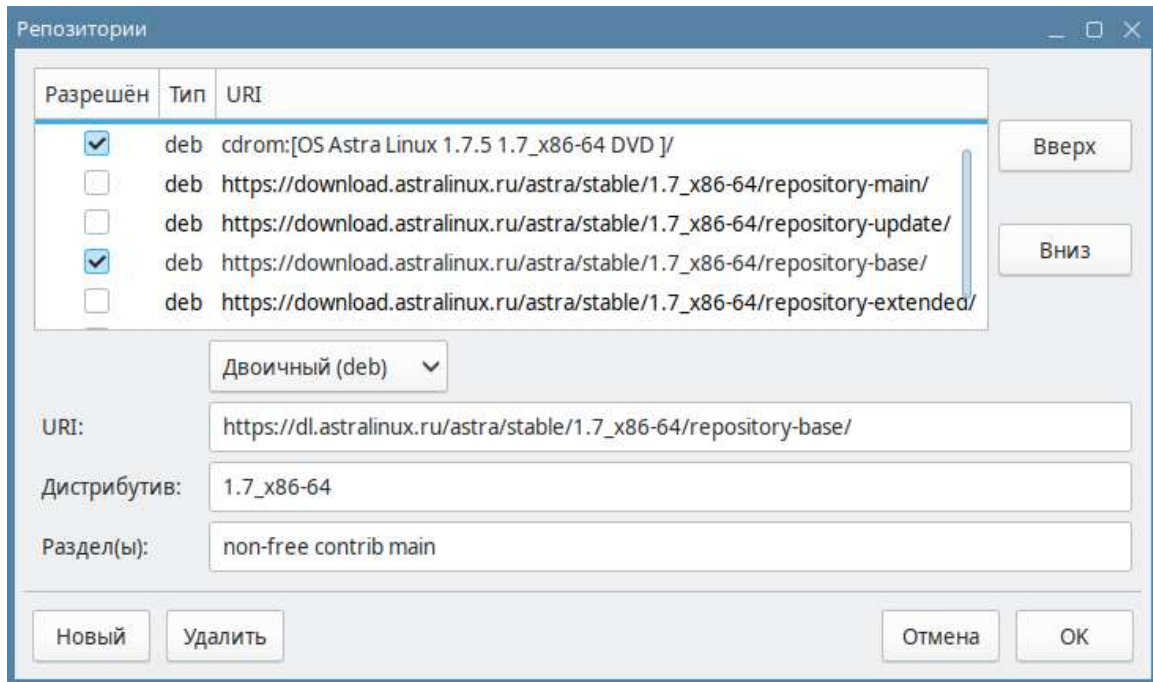 Репозитории
Разрешён Тип URI
deb cdrom:[OS Astra Linux 1.7.5 1.7_x86-64 DVD ]/
deb https://download.astralinux.ru/astra/stable/1.7_x86-64/repository-main/
deb https://download.astralinux.ru/astra/stable/1.7_x86-64/repository-update/
deb https://download.astralinux.ru/astra/stable/1.7_x86-64/repository-base/
deb https://download.astralinux.ru/astra/stable/1.7_x86-64/repository-extended/
Вверх
Вниз
Двоичный (deb)
URI: https://dl.astralinux.ru/astra/stable/1.7_x86-64/repository-base/
Дистрибутив: 1.7_x86-64
Раздел(ы): non-free contrib main
Новый Удалить Отмена OK